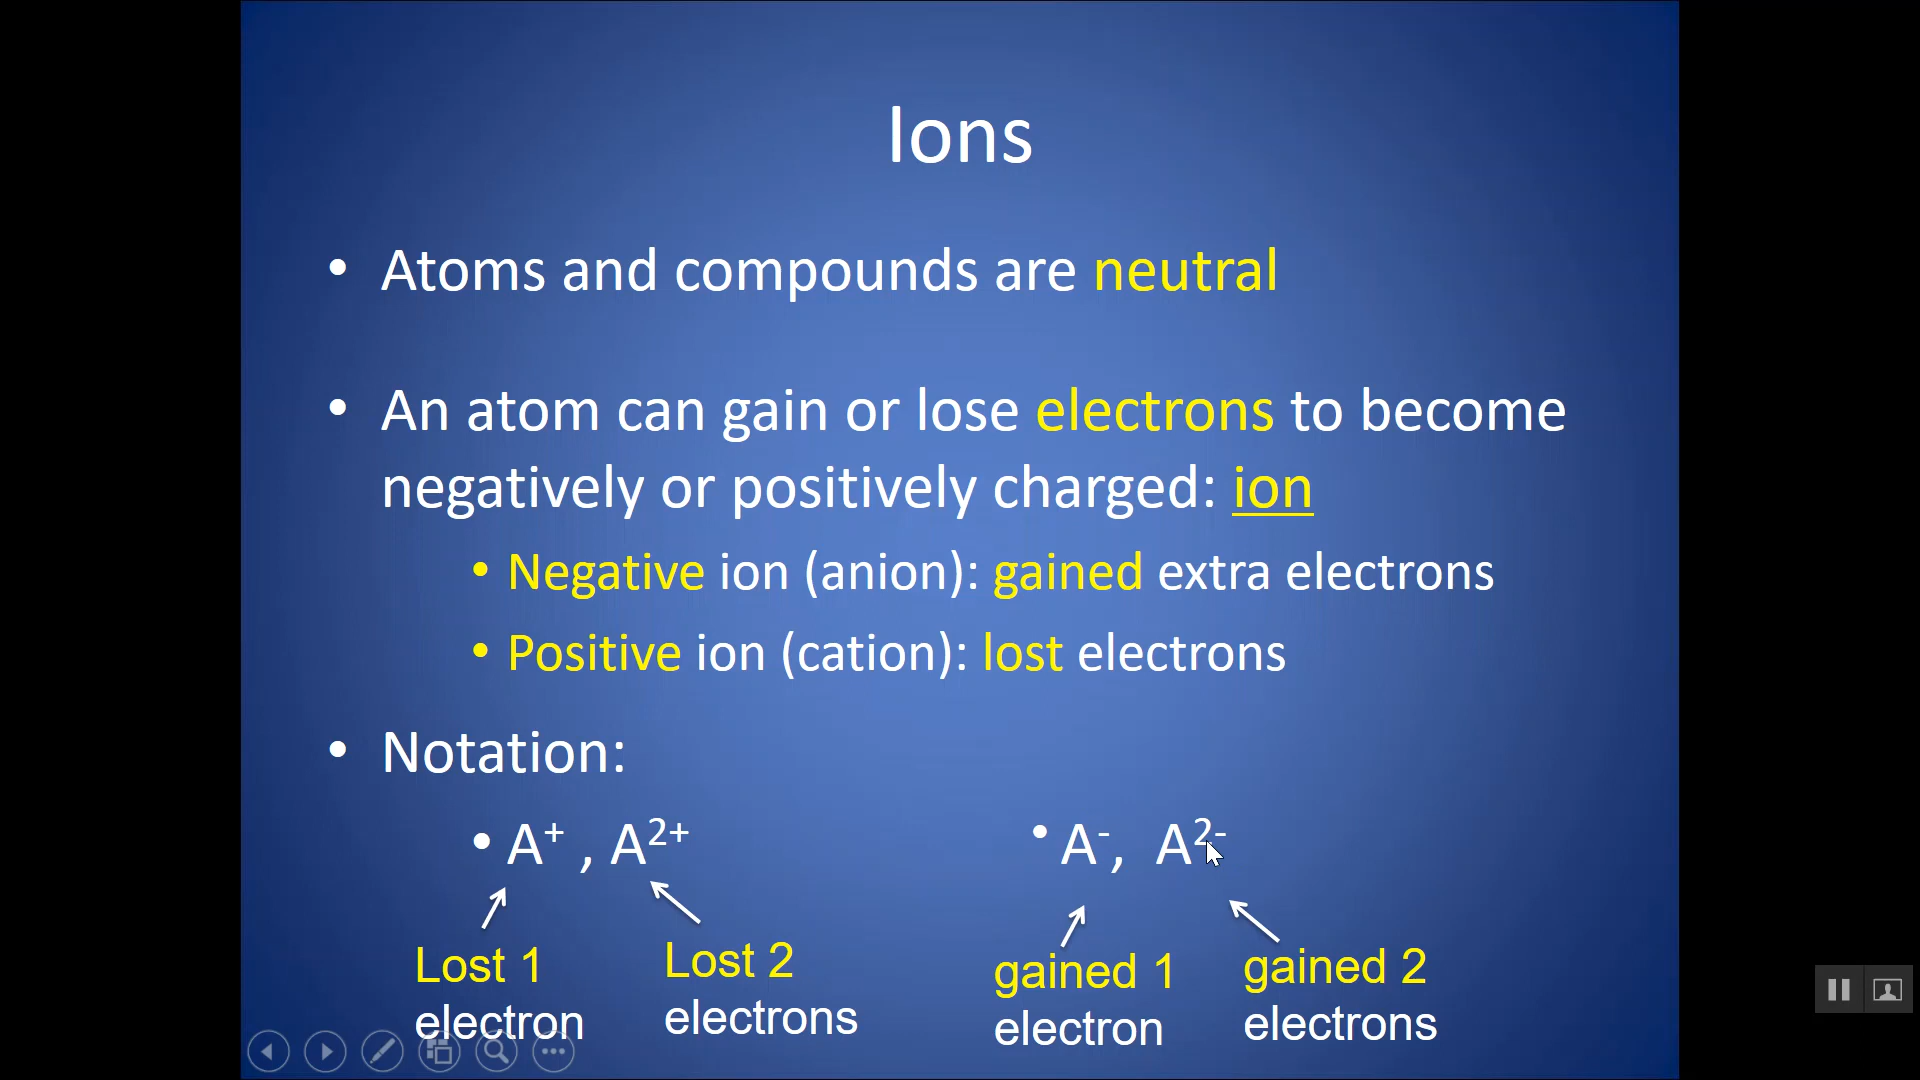 Ions
• Atoms and compounds are neutral
• An atom can gain or lose electrons to become
negatively or positively charged: ion
• Negative ion (anion): gained extra electrons
• Positive ion (cation): lost electrons
• Notation:
• A⁺ , A²⁺
• A⁻, A²⁻
Lost 1
electron
Lost 2
electrons
gained 1
electron
gained 2
electrons